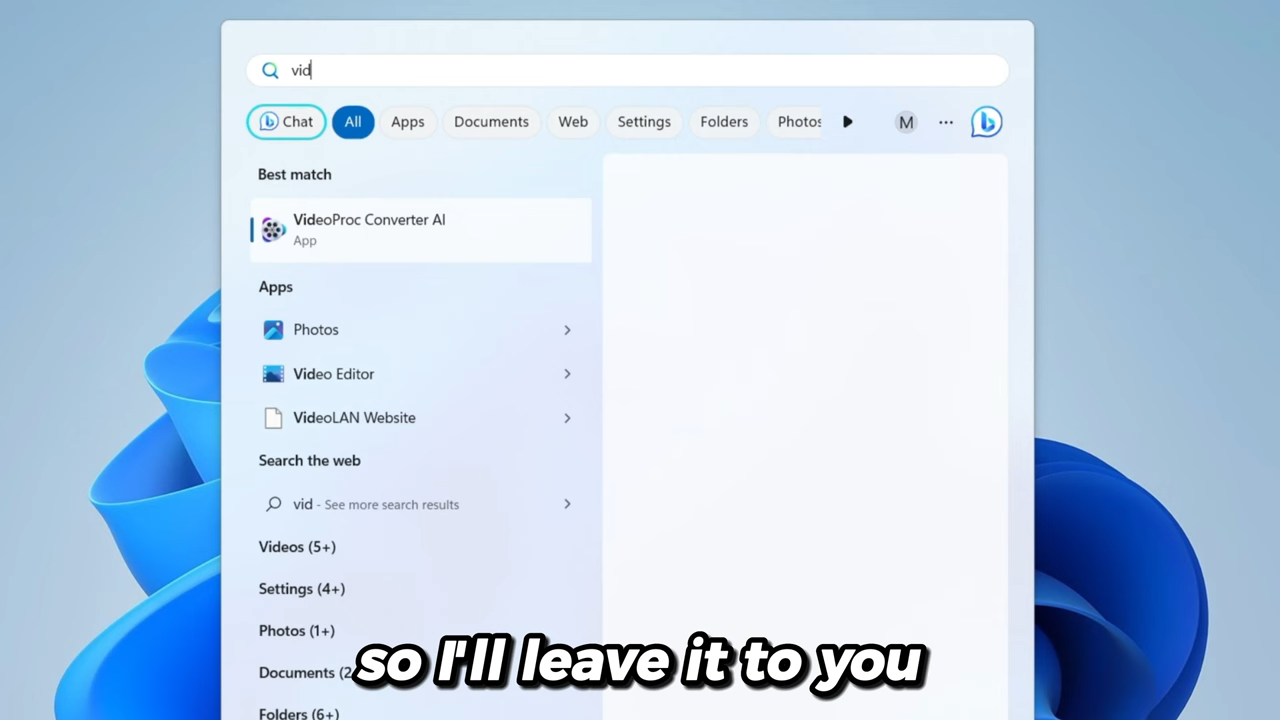 vid
Chat All Apps Documents Web Settings Folders Photos M ...
Best match
VideoProc Converter AI
App
Apps
Photos
Video Editor
VideoLAN Website
Search the web
vid - See more search results
Videos (5+)
Settings (4+)
Photos (1+)
Documents (2
so I'll leave it to you
Folders (6+)